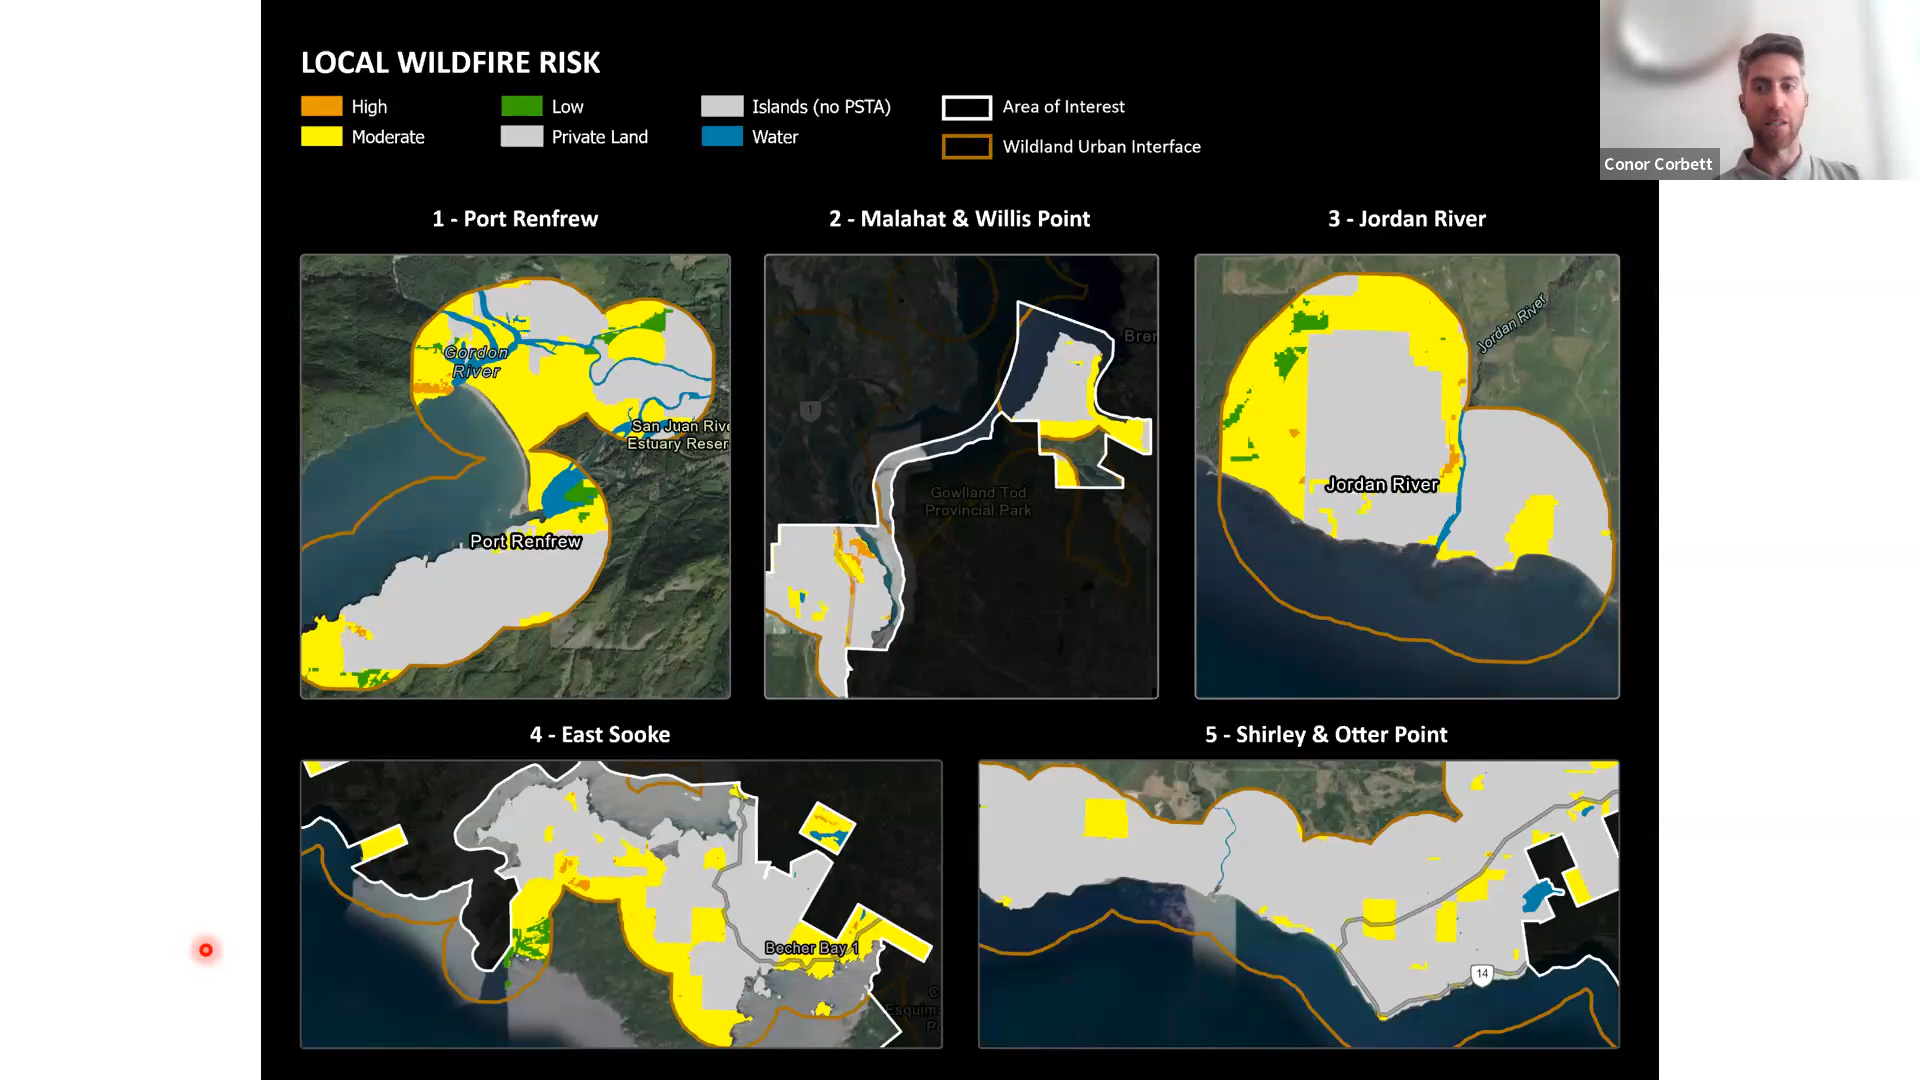 LOCAL WILDFIRE RISK
High
Low
Islands (no PSTA)
Area of Interest
Moderate
Private Land
Water
Wildland Urban Interface
Conor Corbett
1 - Port Renfrew
2 - Malahat & Willis Point
3 - Jordan River
Gordon
River
San Juan Rive
Estuary Reser
Port Renfrew
1
Bren
Gowlland Tod
Provincial Park
Jordan River
Jordan River
4 - East Sooke
5 - Shirley & Otter Point
Becher Bay 1
Esquima
14